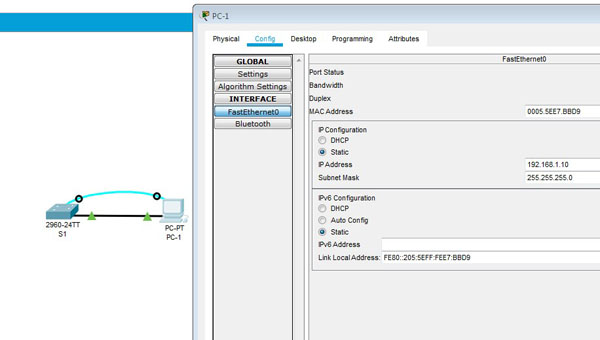 PC-1
Physical Config Desktop Programming Attributes
GLOBAL
Settings
Algorithm Settings
INTERFACE
FastEthernet0
Bluetooth
FastEthernet0
Port Status
Bandwidth
Duplex
MAC Address 0005.5EE7.BBD9
IP Configuration
DHCP
Static
IP Address 192.168.1.10
Subnet Mask 255.255.255.0
IPv6 Configuration
DHCP
Auto Config
Static
IPv6 Address
Link Local Address: FE80::205:5EFF:FEE7:BBD9
2960-24TT
S1
PC-PT
PC-1